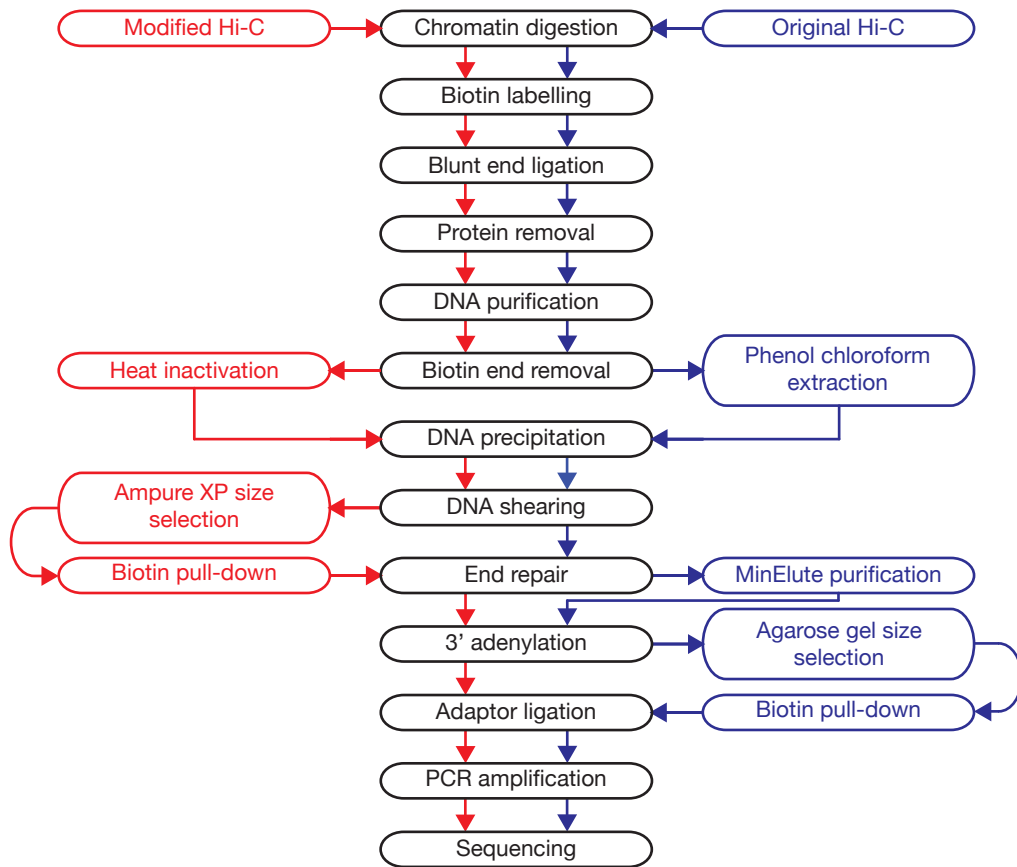 Modified Hi-C
Chromatin digestion
Original Hi-C
Biotin labelling
Blunt end ligation
Protein removal
DNA purification
Heat inactivation
Biotin end removal
Phenol chloroform
extraction
DNA precipitation
Ampure XP size
selection
DNA shearing
Biotin pull-down
End repair
MinElute purification
3’ adenylation
Agarose gel size
selection
Adaptor ligation
Biotin pull-down
PCR amplification
Sequencing